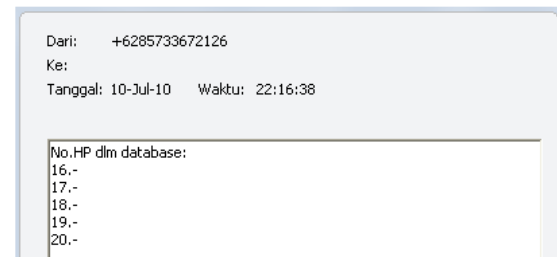 Dari: +6285733672126
Ke:
Tanggal: 10-Jul-10 Waktu: 22:16:38
No.HP dlm database:
16.-
17.-
18.-
19.-
20.-